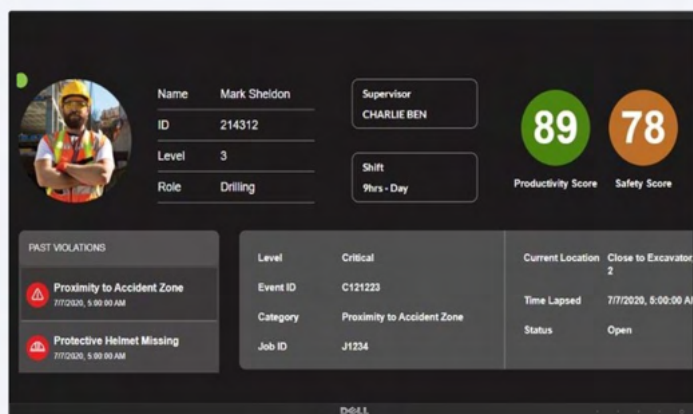 Name Mark Sheldon
ID 214312
Level 3
Role Drilling
Supervisor
CHARLIE BEN
Shift
9hrs - Day
89
Productivity Score
78
Safety Score
PAST VIOLATIONS
Proximity to Accident Zone
7/7/2020, 5:00:00 AM
Protective Helmet Missing
7/7/2020, 5:00:00 AM
Level Critical
Event ID C121223
Category Proximity to Accident Zone
Job ID J1234
Current Location Close to Excavator
2
Time Lapsed 7/7/2020, 5:00:00 AM
Status Open
DELL